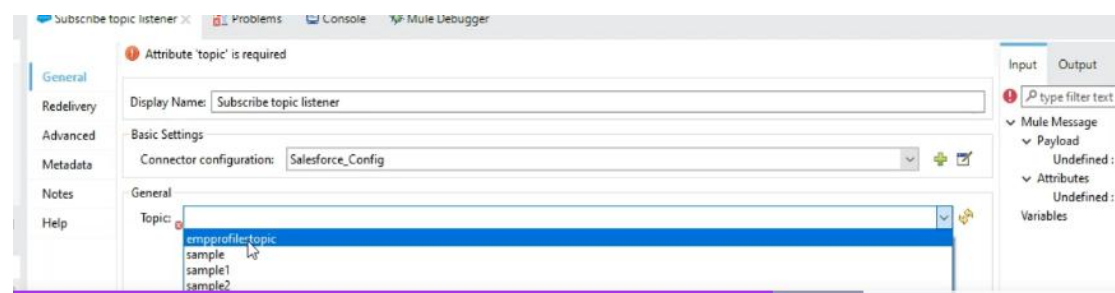 Subscribe topic listener Problems Console Mule Debugger
Attribute 'topic' is required
Input Output
General
type filter text
Redelivery
Display Name: Subscribe topic listener
Mule Message
Advanced
Basic Settings
Payload
Metadata
Connector configuration: Salesforce_Config
Undefined :
Attributes
Notes
General
Undefined :
Help
Topic:
Variables
empprofilertopic
sample
sample1
sample2